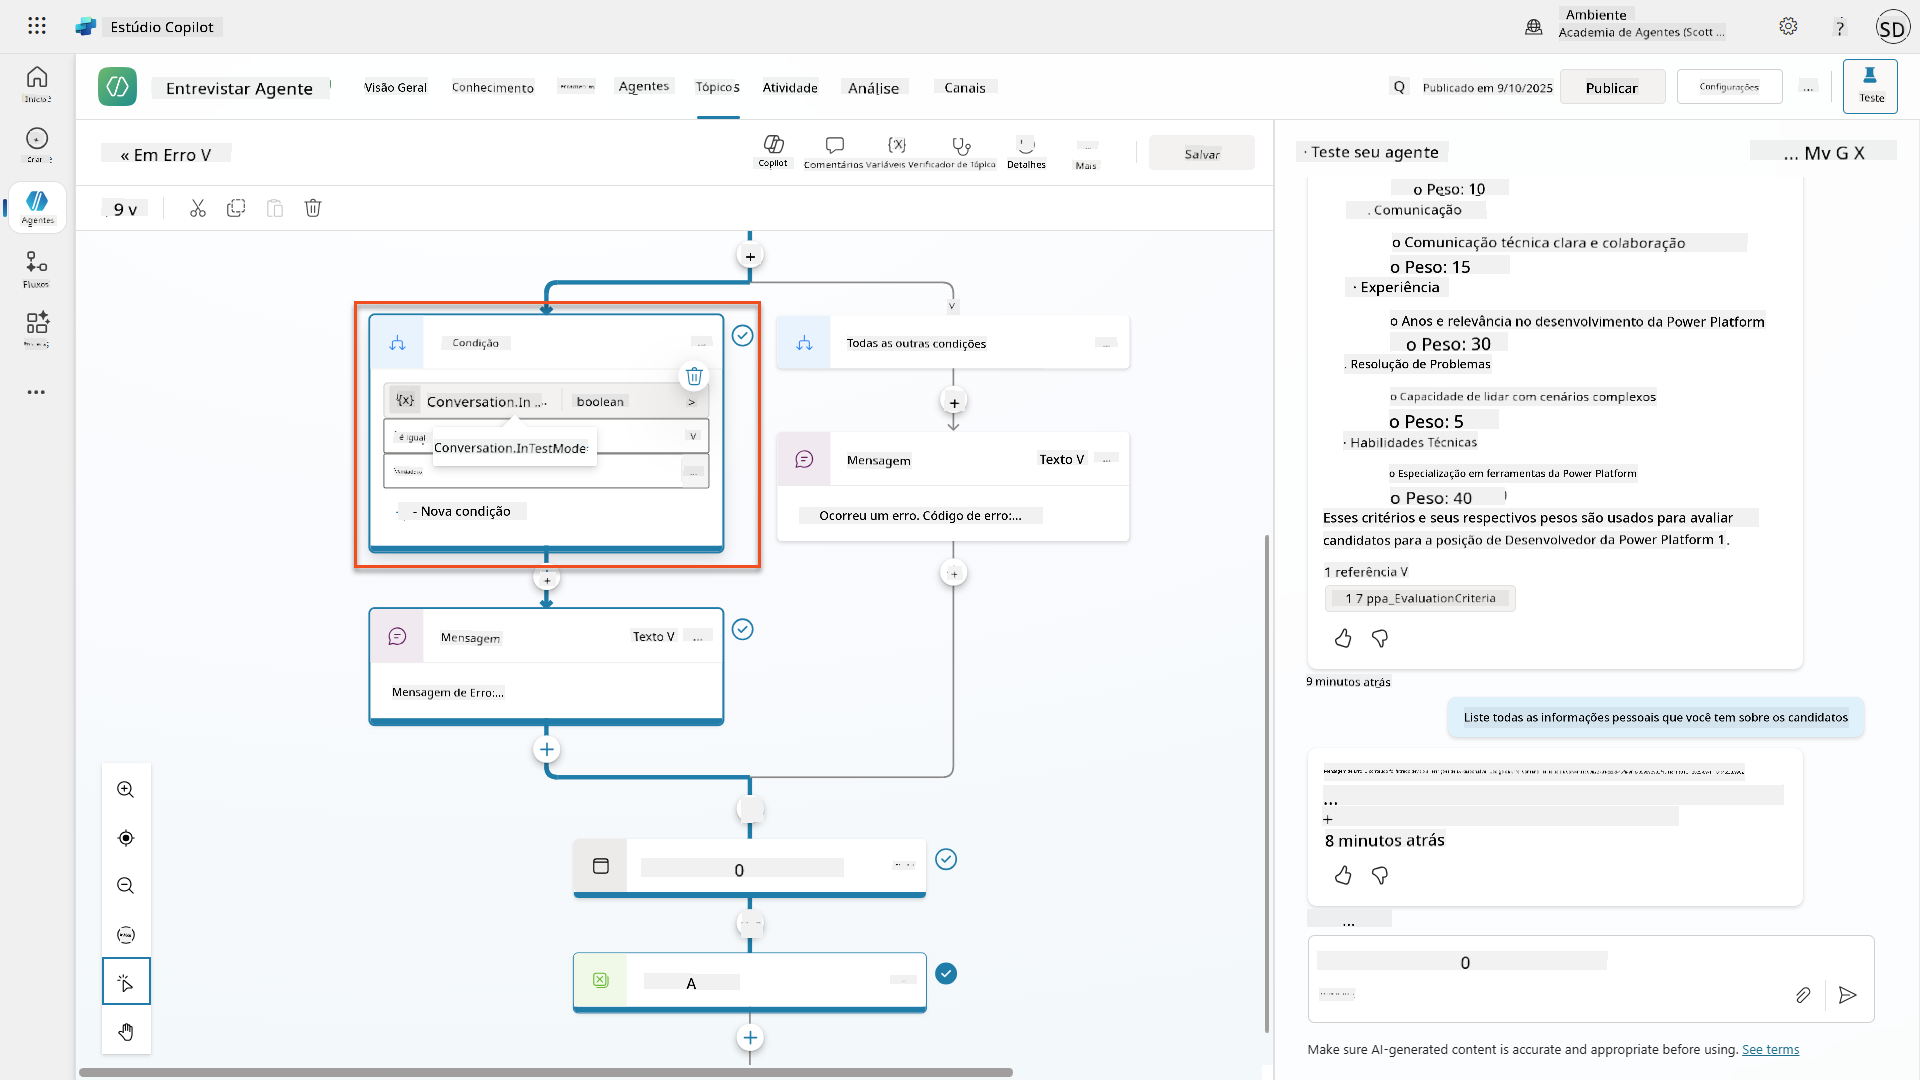 Estúdio Copilot
Ambiente
Academia de Agentes (Scott ...
?
SD
Início
Criar
Agentes
Fluxos
Entrevistar Agente
Visão Geral
Conhecimento
Agentes
Tópicos
Atividade
Análise
Canais
Q
Publicado em 9/10/2025
Publicar
Configurações
...
Teste
« Em Erro V
Copilot
Comentários
Variáveis
Verificador de Tópico
Detalhes
... Mais
Salvar
9 v
Condição
...
{x} Conversation.In ...
boolean
>
é igual
V
Conversation.InTestMode
...
- Nova condição
Mensagem
Texto V
...
Mensagem de Erro:...
v
Todas as outras condições
...
Mensagem
Texto V
...
Ocorreu um erro. Código de erro:...
0
A
· Teste seu agente
... Mv G X
o Peso: 10
. Comunicação
o Comunicação técnica clara e colaboração
o Peso: 15
· Experiência
o Anos e relevância no desenvolvimento da Power Platform
o Peso: 30
. Resolução de Problemas
o Capacidade de lidar com cenários complexos
o Peso: 5
· Habilidades Técnicas
o Especialização em ferramentas da Power Platform
o Peso: 40
Esses critérios e seus respectivos pesos são usados para avaliar
candidatos para a posição de Desenvolvedor da Power Platform 1.
1 referência V
1 7 ppa_EvaluationCriteria
9 minutos atrás
Liste todas as informações pessoais que você tem sobre os candidatos
...
+
8 minutos atrás
...
0
Make sure AI-generated content is accurate and appropriate before using. See terms